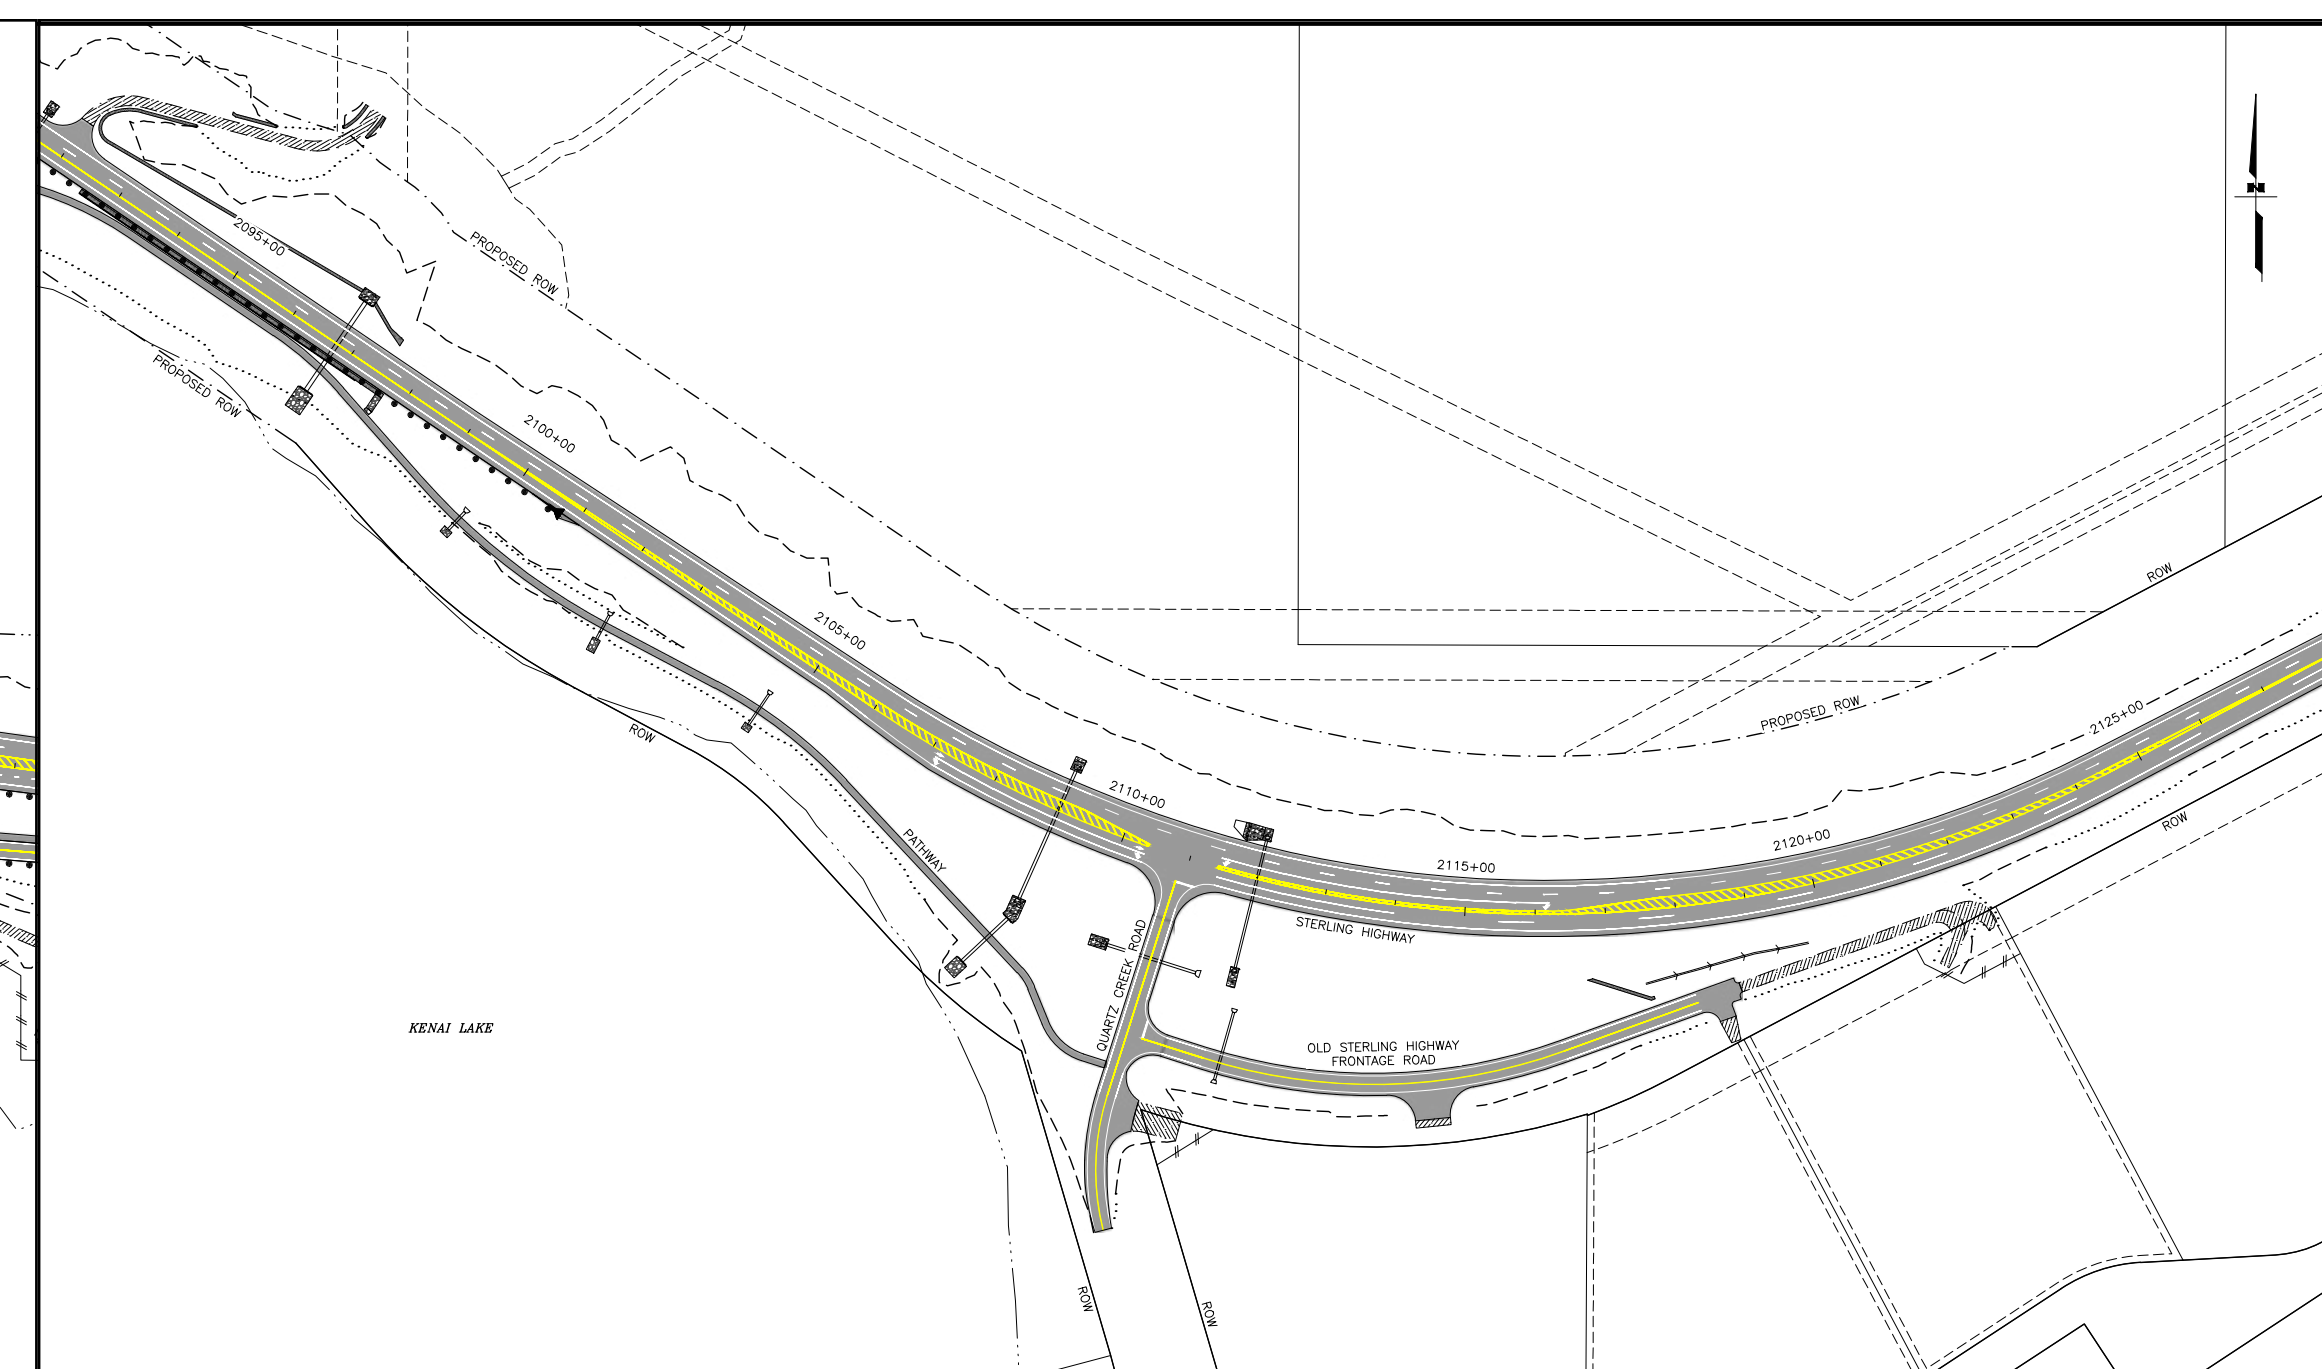 N
2095+00
PROPOSED ROW
PROPOSED ROW
2100+00
2105+00
ROW
ROW
PROPOSED ROW
2125+00
2110+00
2120+00
ROW
2115+00
PATHWAY
STERLING HIGHWAY
QUARTZ CREEK ROAD
KENAI LAKE
OLD STERLING HIGHWAY
FRONTAGE ROAD
ROW
ROW